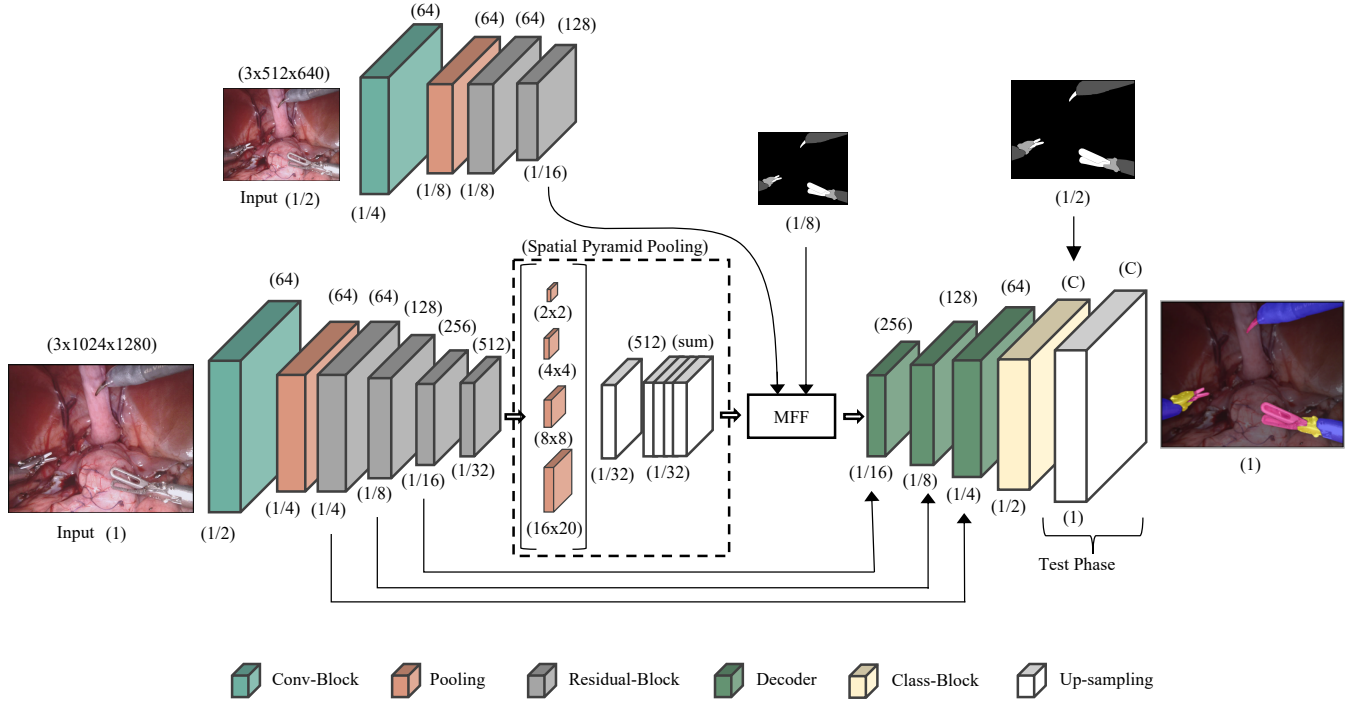 (64)
(64)
(64)
(128)
(3x512x640)
Input (1/2)
(1/4)
(1/8)
(1/8)
(1/16)
(1/8)
(1/2)
(Spatial Pyramid Pooling)
(3x1024x1280)
Input (1)
(64)
(64)
(64)
(128)
(256)
(512)
(1/2)
(1/4)
(1/4)
(1/8)
(1/16)
(1/32)
(2x2)
(4x4)
(8x8)
(16x20)
(512)
(sum)
(1/32)
(1/32)
MFF
(256)
(128)
(64)
(C)
(C)
(1/16)
(1/8)
(1/4)
(1/2)
(1)
(1)
Test Phase
Conv-Block
Pooling
Residual-Block
Decoder
Class-Block
Up-sampling